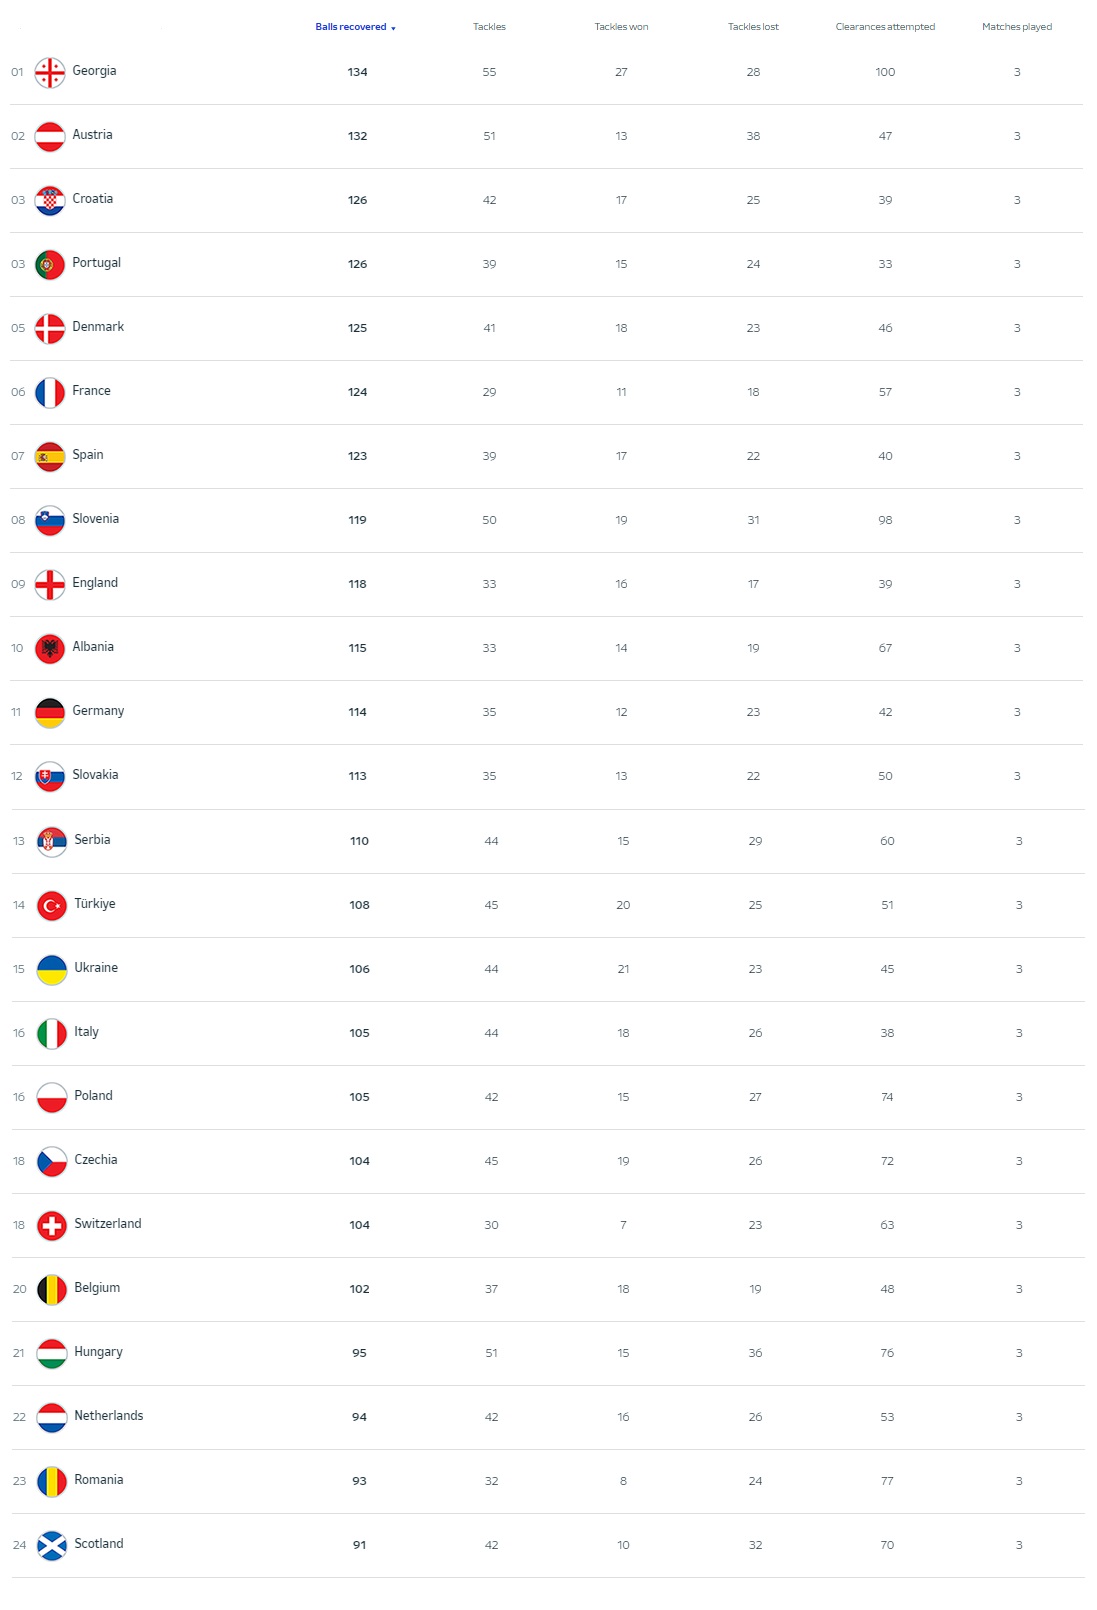 Balls recovered ▼ Tackles Tackles won Tackles lost Clearances attempted Matches played
01 Georgia 134 55 27 28 100 3
02 Austria 132 51 13 38 47 3
03 Croatia 126 42 17 25 39 3
03 Portugal 126 39 15 24 33 3
05 Denmark 125 41 18 23 46 3
06 France 124 29 11 18 57 3
07 Spain 123 39 17 22 40 3
08 Slovenia 119 50 19 31 98 3
09 England 118 33 16 17 39 3
10 Albania 115 33 14 19 67 3
11 Germany 114 35 12 23 42 3
12 Slovakia 113 35 13 22 50 3
13 Serbia 110 44 15 29 60 3
14 Türkiye 108 45 20 25 51 3
15 Ukraine 106 44 21 23 45 3
16 Italy 105 44 18 26 38 3
16 Poland 105 42 15 27 74 3
18 Czechia 104 45 19 26 72 3
18 Switzerland 104 30 7 23 63 3
20 Belgium 102 37 18 19 48 3
21 Hungary 95 51 15 36 76 3
22 Netherlands 94 42 16 26 53 3
23 Romania 93 32 8 24 77 3
24 Scotland 91 42 10 32 70 3